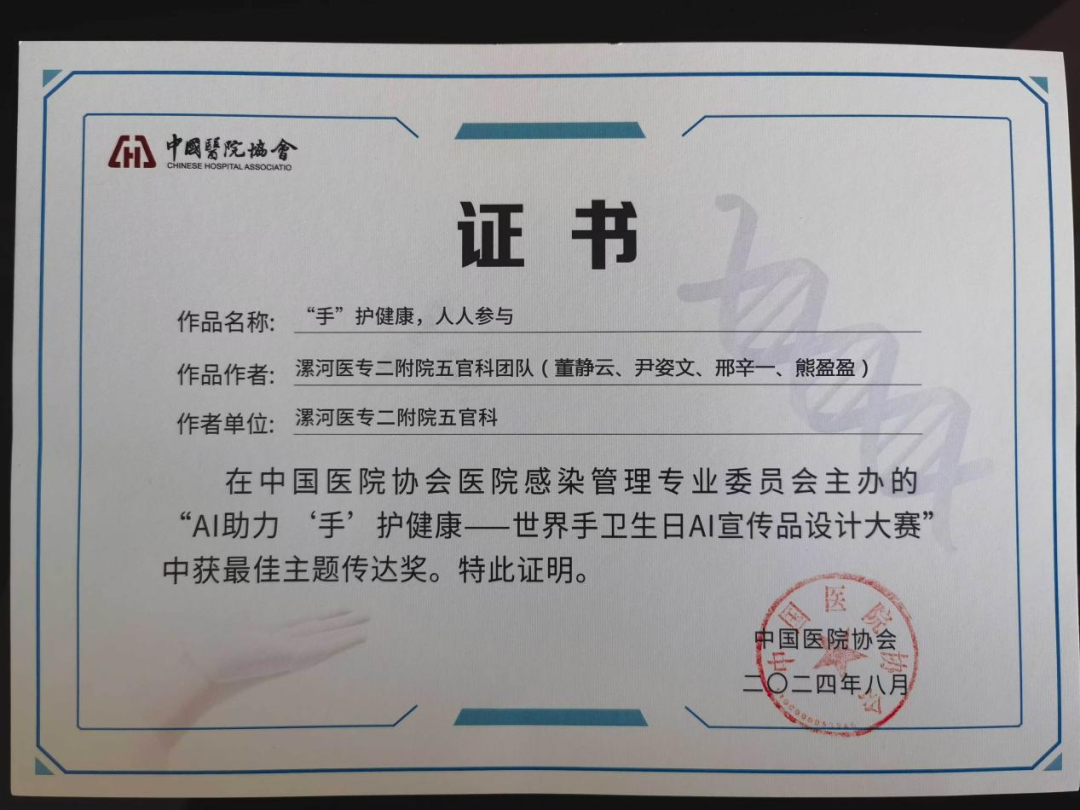 中國醫院協會
CHINESE HOSPITAL ASSOCIATIO
证书
作品名称: “手”护健康，人人参与
作品作者: 漯河医专二附院五官科团队（董静云、尹姿文、邢辛一、熊盈盈）
作者单位: 漯河医专二附院五官科
在中国医院协会医院感染管理专业委员会主办的
“AI助力 ‘手’护健康——世界手卫生日AI宣传品设计大赛”
中获最佳主题传达奖。特此证明。
中国医院协会
中国医院协会
二〇二四年八月